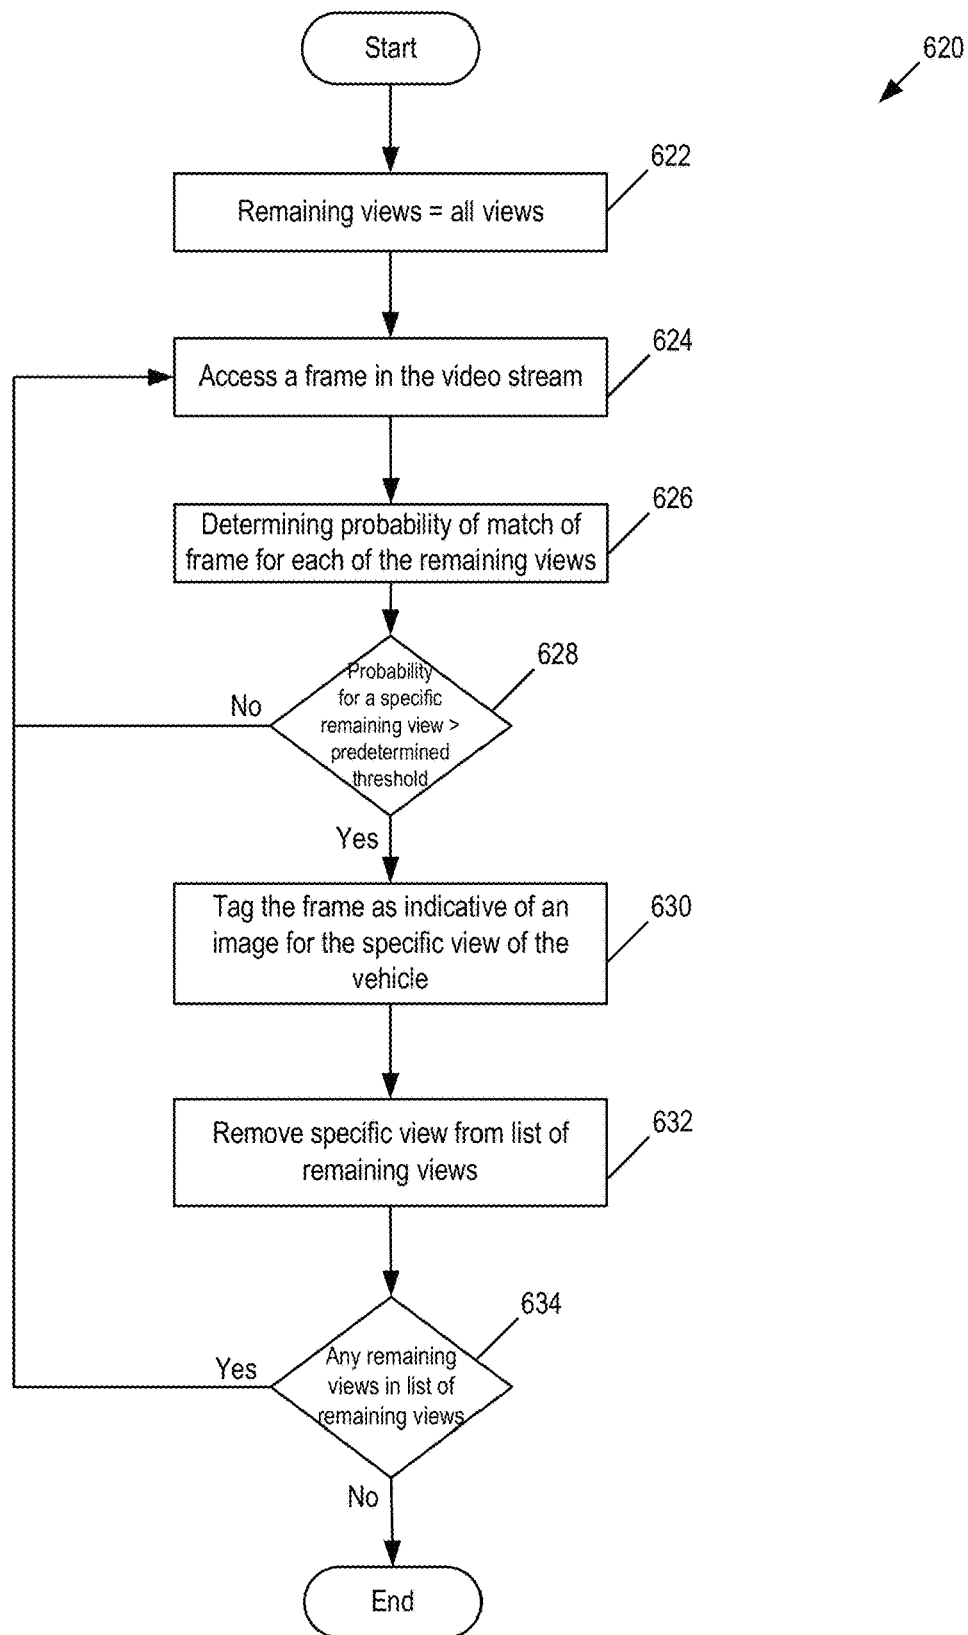 Start
620
622
Remaining views = all views
624
Access a frame in the video stream
626
Determining probability of match of
frame for each of the remaining views
628
Probability
for a specific
remaining view >
predetermined
threshold
No
Yes
630
Tag the frame as indicative of an
image for the specific view of the
vehicle
632
Remove specific view from list of
remaining views
634
Any remaining
views in list of
remaining views
Yes
No
End